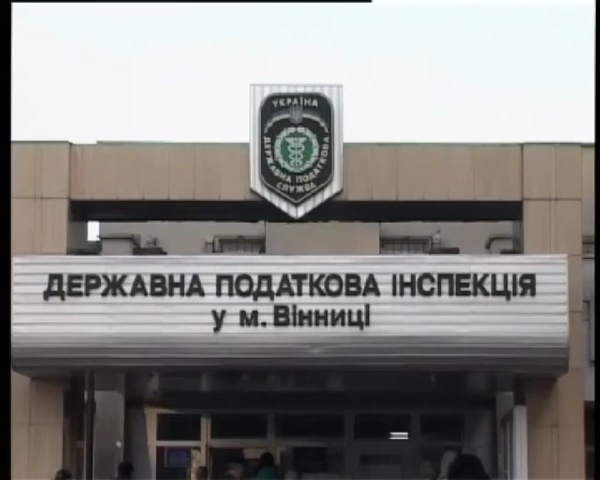 УКРАЇНА
ДЕРЖАВНА ПОДАТКОВА
СЛУЖБА
ДЕРЖАВНА ПОДАТКОВА ІНСПЕКЦІЯ
у м. Вінниці